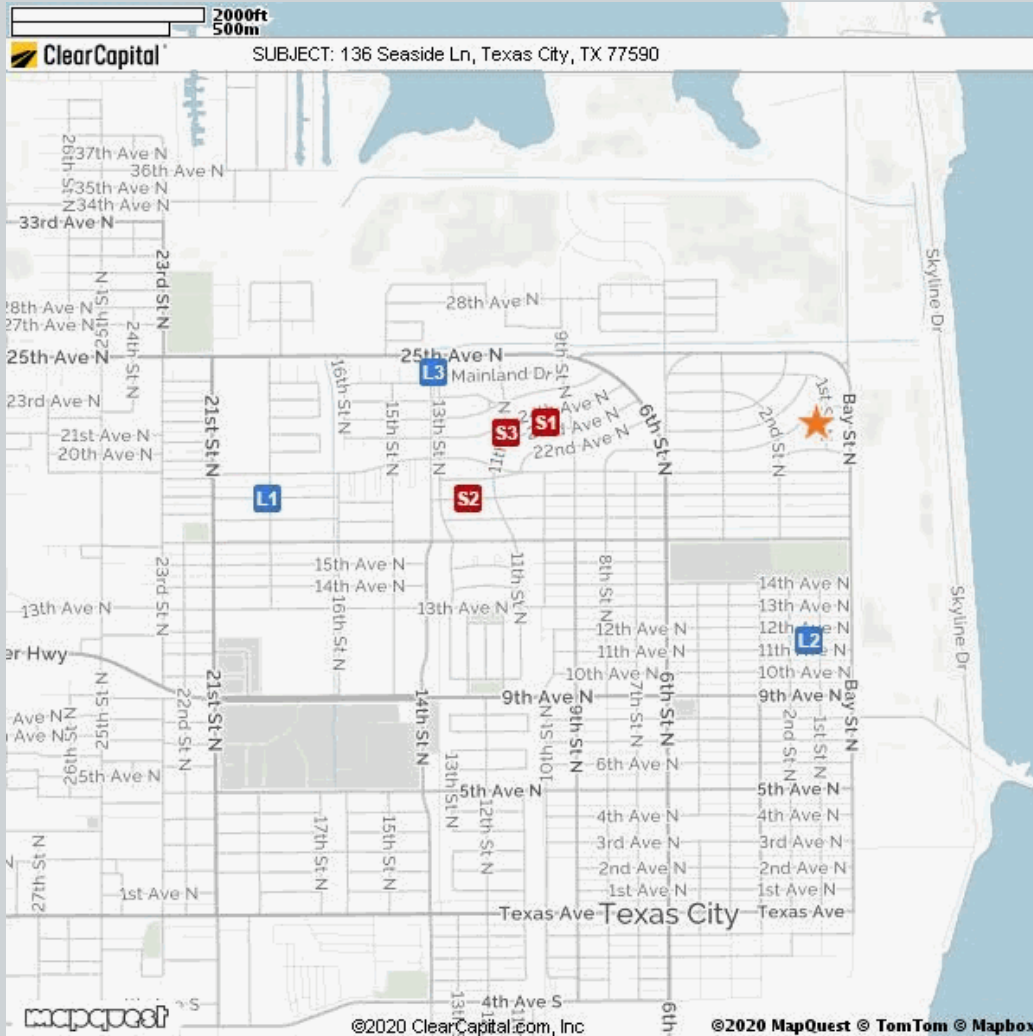 2000ft
500m
ClearCapital
SUBJECT: 136 Seaside Ln, Texas City, TX 77590
26th St N
37th Ave N
36th Ave N
35th Ave N
34th Ave N
33rd Ave N
23rd St N
Skyline Dr
25th St N
28th Ave N
28th Ave N
27th Ave N
24th St N
9th St N
25th Ave N
25th Ave N
L3
Mainland Dr
16th St N
1st S
23rd Ave N
21st St N
15th St N
13th St N
24th Ave N
S1
S3
22nd Ave N
6th St N
2nd St N
Bay St N
21st Ave N
20th Ave N
L1
S2
23rd St N
15th Ave N
14th Ave N
11th St N
8th St N
14th Ave N
13th Ave N
16th St N
13th Ave N
13th Ave N
12th Ave N
12th Ave N
L2
Skyline Dr
11th Ave N
11th Ave N
er Hwy
10th Ave N
10th Ave N
25th St N
22nd St N
21st St N
14th St N
9th Ave N
9th Ave N
10th St N
9th St N
7th St N
6th St N
2nd St N
1st St N
Bay St N
Ave N
26th St N
Ave N
6th Ave N
25th Ave N
13th St N
5th Ave N
5th Ave N
12th St N
17th St N
15th St N
4th Ave N
4th Ave N
27th St N
3rd Ave N
3rd Ave N
2nd Ave N
2nd Ave N
1st Ave N
1st Ave N
1st Ave N
Texas Ave
Texas City
Texas Ave
4th Ave S
13th
11th
6th
mapquest
©2020 ClearCapital.com, Inc
©2020 MapQuest © TomTom © Mapbox